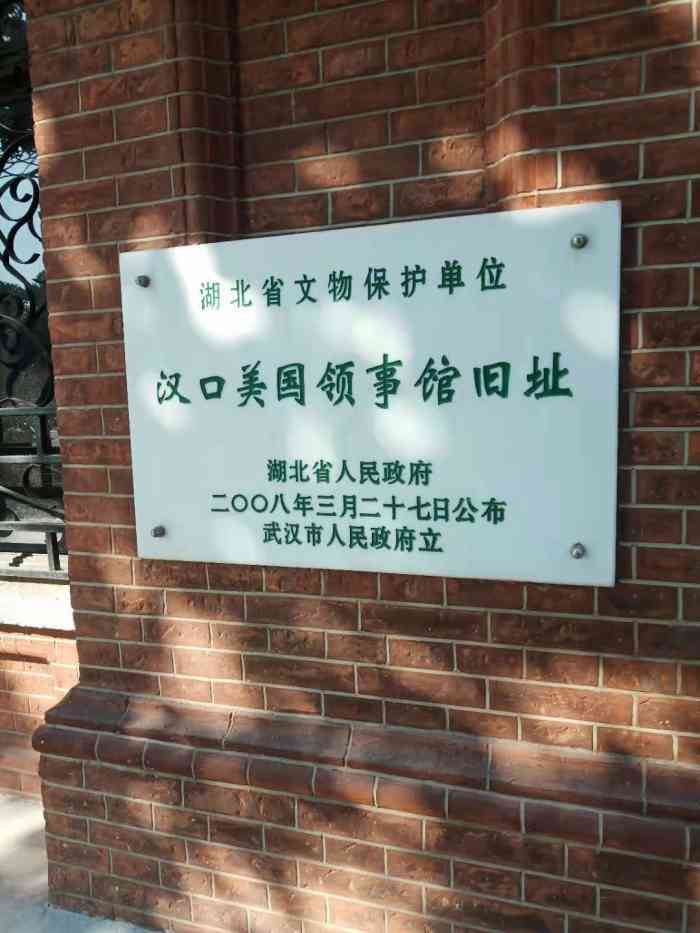 湖北省文物保护单位
汉口美国领事馆旧址
湖北省人民政府
二〇〇八年三月二十七日公布
武汉市人民政府立